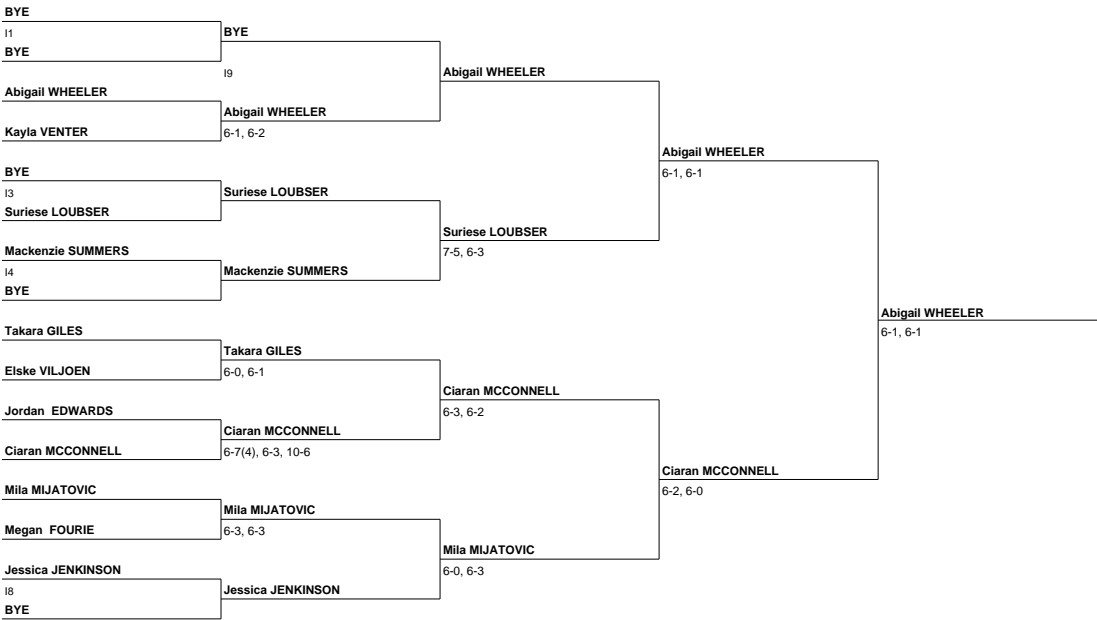 BYE
I1
BYE
BYE
I9
Abigail WHEELER
Abigail WHEELER
Abigail WHEELER
Kayla VENTER
6-1, 6-2
Abigail WHEELER
6-1, 6-1
BYE
I3
Suriese LOUBSER
Suriese LOUBSER
Suriese LOUBSER
7-5, 6-3
Mackenzie SUMMERS
I4
Mackenzie SUMMERS
BYE
Abigail WHEELER
6-1, 6-1
Takara GILES
Takara GILES
Elske VILJOEN
6-0, 6-1
Ciaran MCCONNELL
6-3, 6-2
Jordan  EDWARDS
Ciaran MCCONNELL
Ciaran MCCONNELL
6-7(4), 6-3, 10-6
Ciaran MCCONNELL
6-2, 6-0
Mila MIJATOVIC
Mila MIJATOVIC
Megan  FOURIE
6-3, 6-3
Mila MIJATOVIC
6-0, 6-3
Jessica JENKINSON
I8
Jessica JENKINSON
BYE